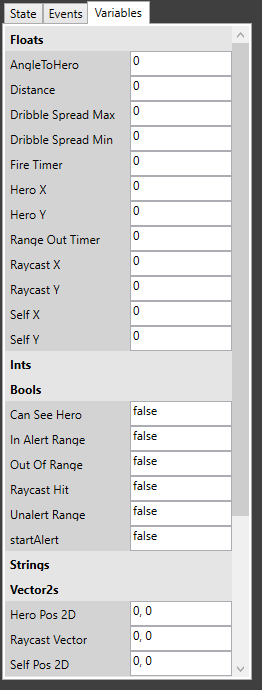 State Events Variables
Floats
AngleToHero 0
Distance 0
Dribble Spread Max 0
Dribble Spread Min 0
Fire Timer 0
Hero X 0
Hero Y 0
Range Out Timer 0
Raycast X 0
Raycast Y 0
Self X 0
Self Y 0
Ints
Bools
Can See Hero false
In Alert Range false
Out Of Range false
Raycast Hit false
Unalert Range false
startAlert false
Strings
Vector2s
Hero Pos 2D 0, 0
Raycast Vector 0, 0
Self Pos 2D 0, 0